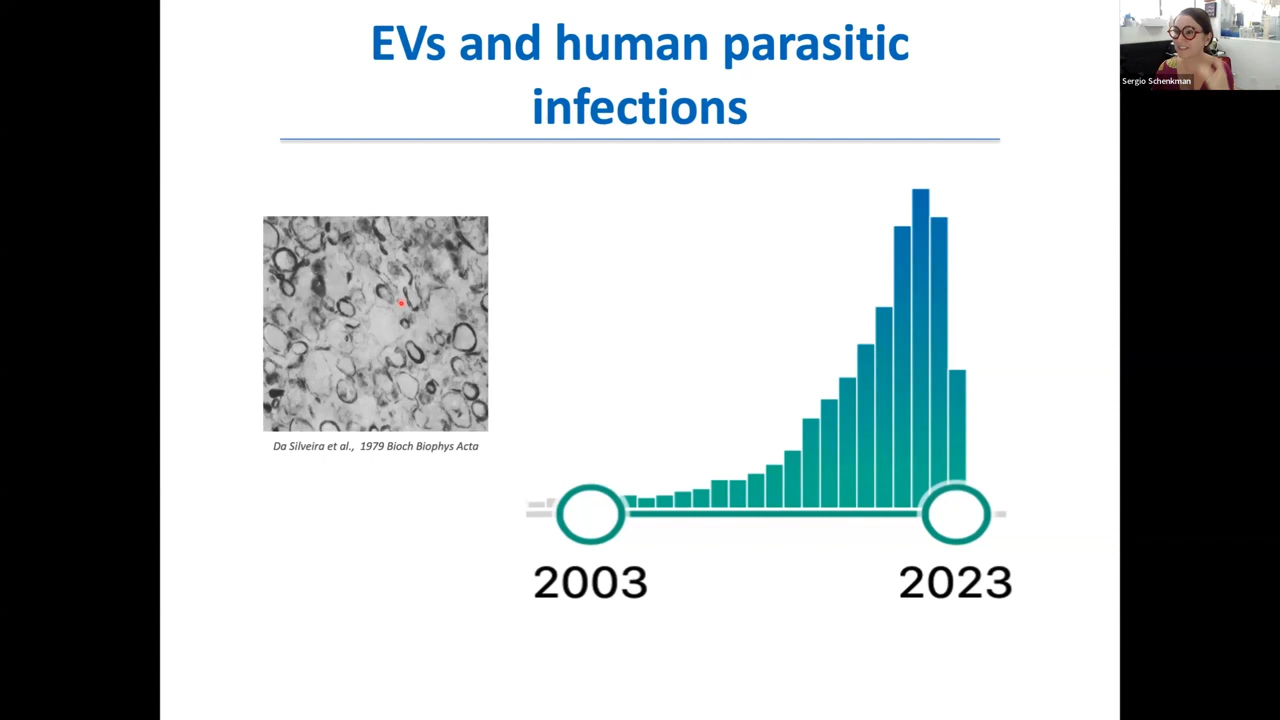 EVs and human parasitic
infections
Sergio Schenkman
Da Silveira et al., 1979 Bioch Biophys Acta
2003
2023